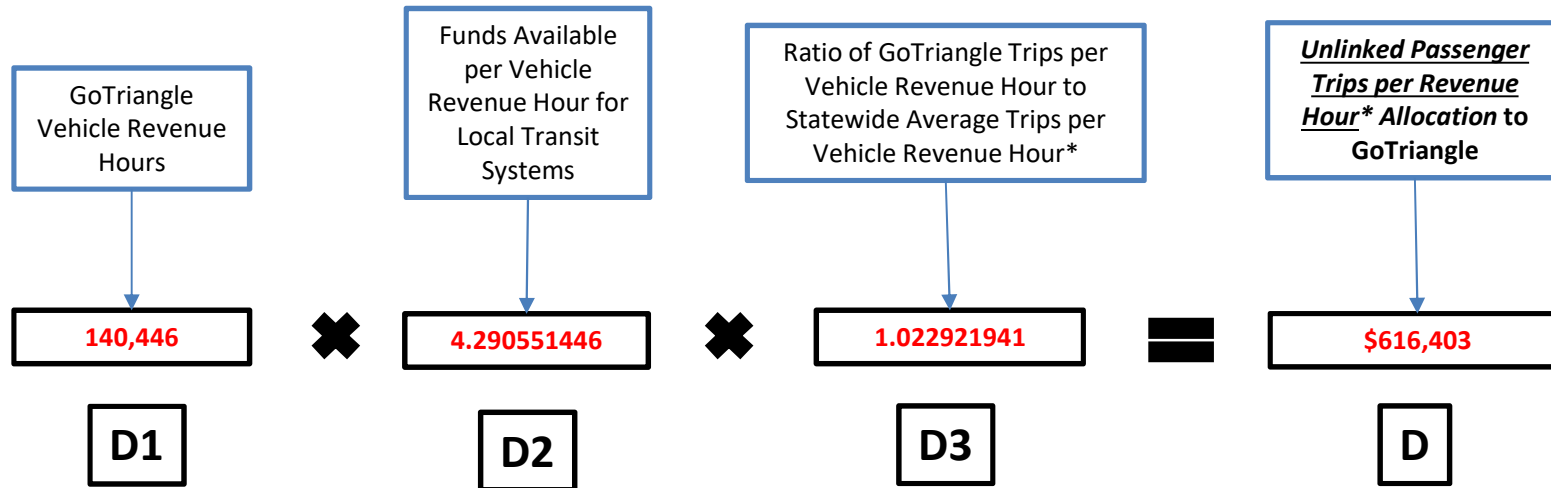 GoTriangle
Vehicle Revenue
Hours
Funds Available
per Vehicle
Revenue Hour for
Local Transit
Systems
Ratio of GoTriangle Trips per
Vehicle Revenue Hour to
Statewide Average Trips per
Vehicle Revenue Hour*
Unlinked Passenger
Trips per Revenue
Hour* Allocation to
GoTriangle
140,446
4.290551446
1.022921941
$616,403
D1
D2
D3
D